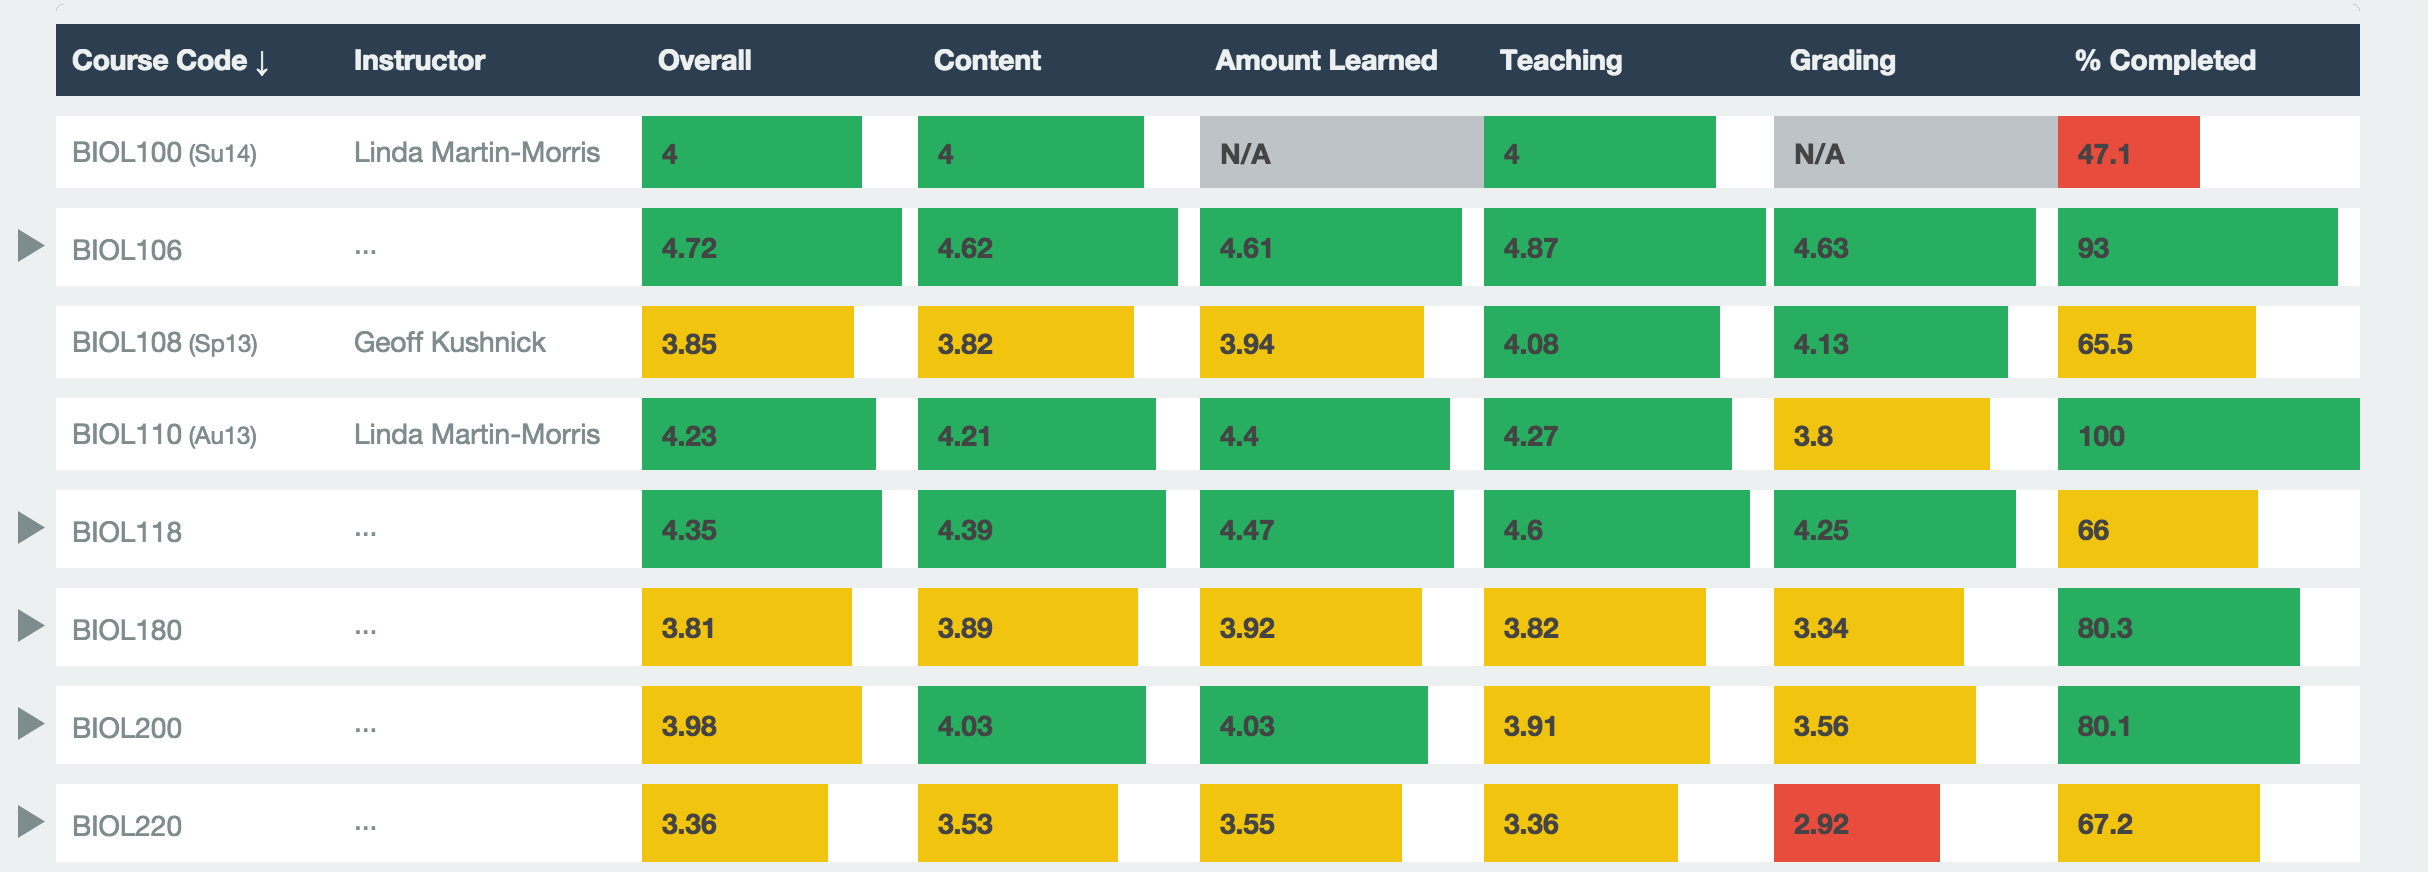 Course Code ↓ Instructor Overall Content Amount Learned Teaching Grading % Completed
BIOL100 (Su14) Linda Martin-Morris 4 4 N/A 4 N/A 47.1
BIOL106 ... 4.72 4.62 4.61 4.87 4.63 93
BIOL108 (Sp13) Geoff Kushnick 3.85 3.82 3.94 4.08 4.13 65.5
BIOL110 (Au13) Linda Martin-Morris 4.23 4.21 4.4 4.27 3.8 100
BIOL118 ... 4.35 4.39 4.47 4.6 4.25 66
BIOL180 ... 3.81 3.89 3.92 3.82 3.34 80.3
BIOL200 ... 3.98 4.03 4.03 3.91 3.56 80.1
BIOL220 ... 3.36 3.53 3.55 3.36 2.92 67.2